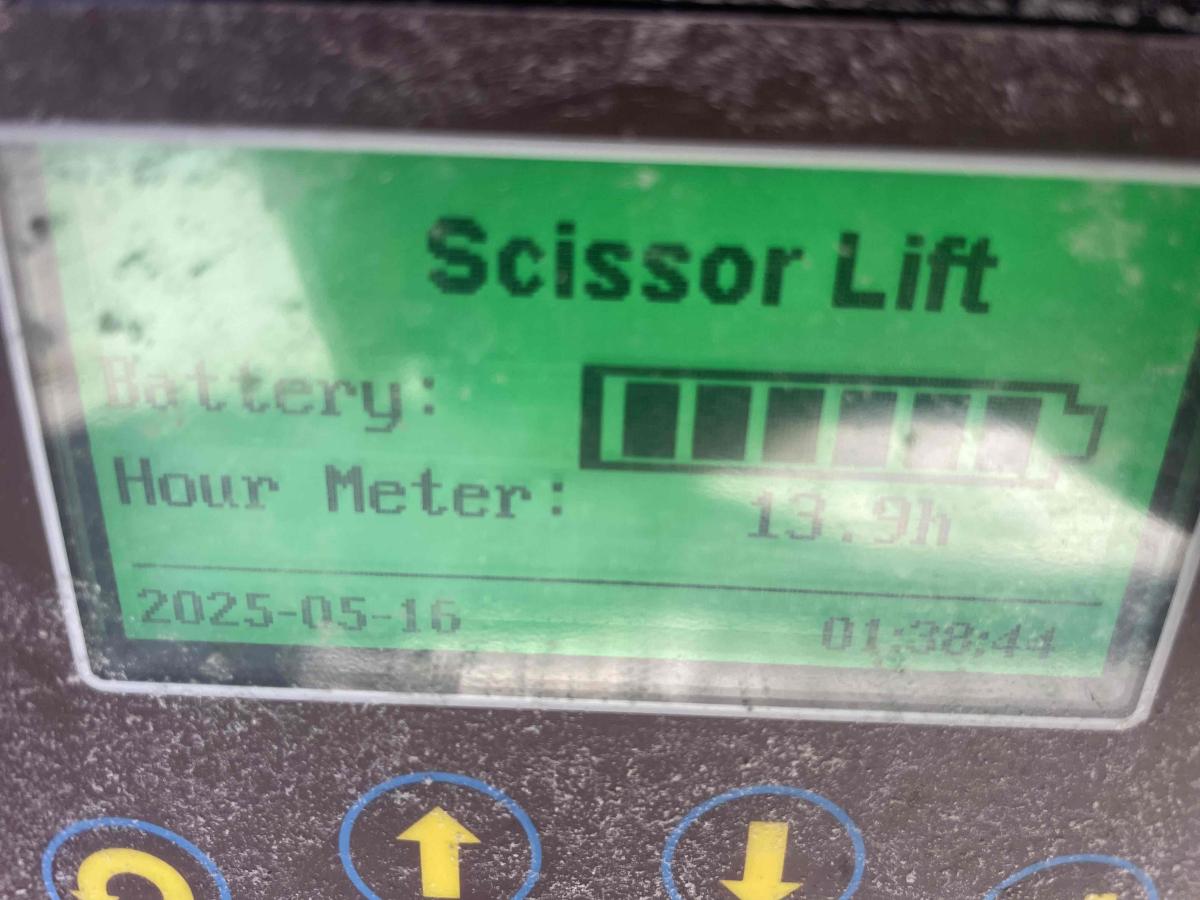 Scissor Lift
Battery:
Hour Meter: 13.9h
2025-05-16 01:38:44